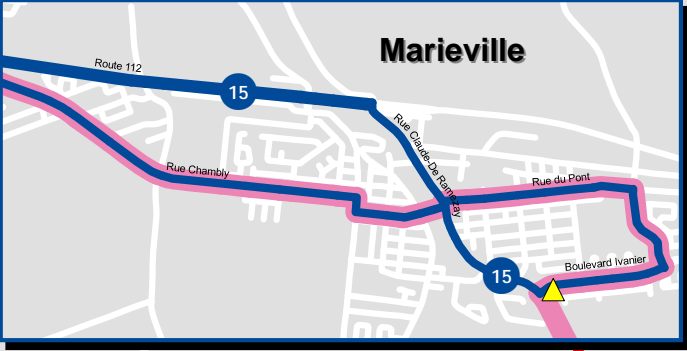 Marieville
Route 112
15
Rue Claude-De Ramezay
Rue Chambly
Rue du Pont
Boulevard Ivanier
15